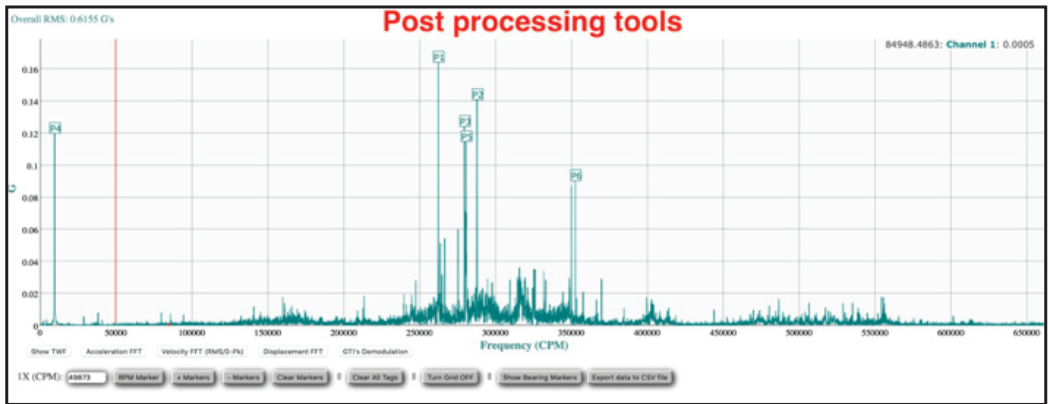 Post processing tools
Overall RMS: 0.6155 G's
84948.4863: Channel 1: 0.0005
P1
P2
P3
P4
P5
P6
0.16
0.14
0.12
0.1
0.08
0.06
0.04
0.02
0
G
0 50000 100000 150000 200000 250000 300000 350000 400000 450000 500000 550000 600000 650000
Frequency (CPM)
Show TWF Acceleration FFT Velocity FFT (RMS/0-Pk) Displacement FFT GTI's Demodulation
1X (CPM): 49873 RPM Marker + Markers - Markers Clear Markers || Clear All Tags || Turn Grid OFF || Show Bearing Markers Export data to CSV file